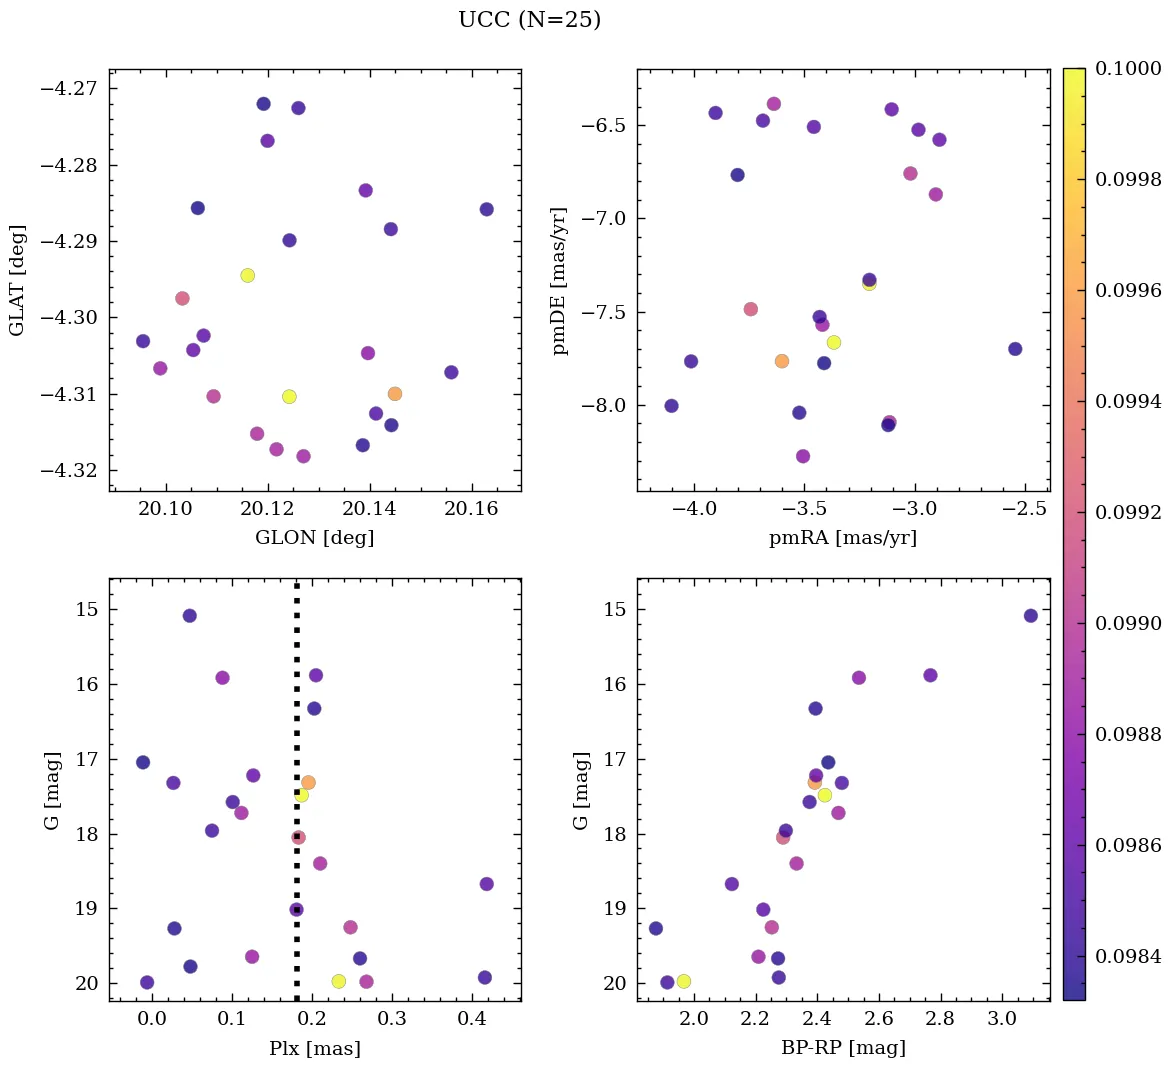 UCC (N=25)
−4.27
−4.28
−4.29
−4.30
−4.31
−4.32
GLAT [deg]
20.10 20.12 20.14 20.16
GLON [deg]
−6.5
−7.0
−7.5
−8.0
pmDE [mas/yr]
−4.0 −3.5 −3.0 −2.5
pmRA [mas/yr]
15
16
17
18
19
20
G [mag]
0.0 0.1 0.2 0.3 0.4
Plx [mas]
15
16
17
18
19
20
G [mag]
2.0 2.2 2.4 2.6 2.8 3.0
BP-RP [mag]
0.1000
0.0998
0.0996
0.0994
0.0992
0.0990
0.0988
0.0986
0.0984